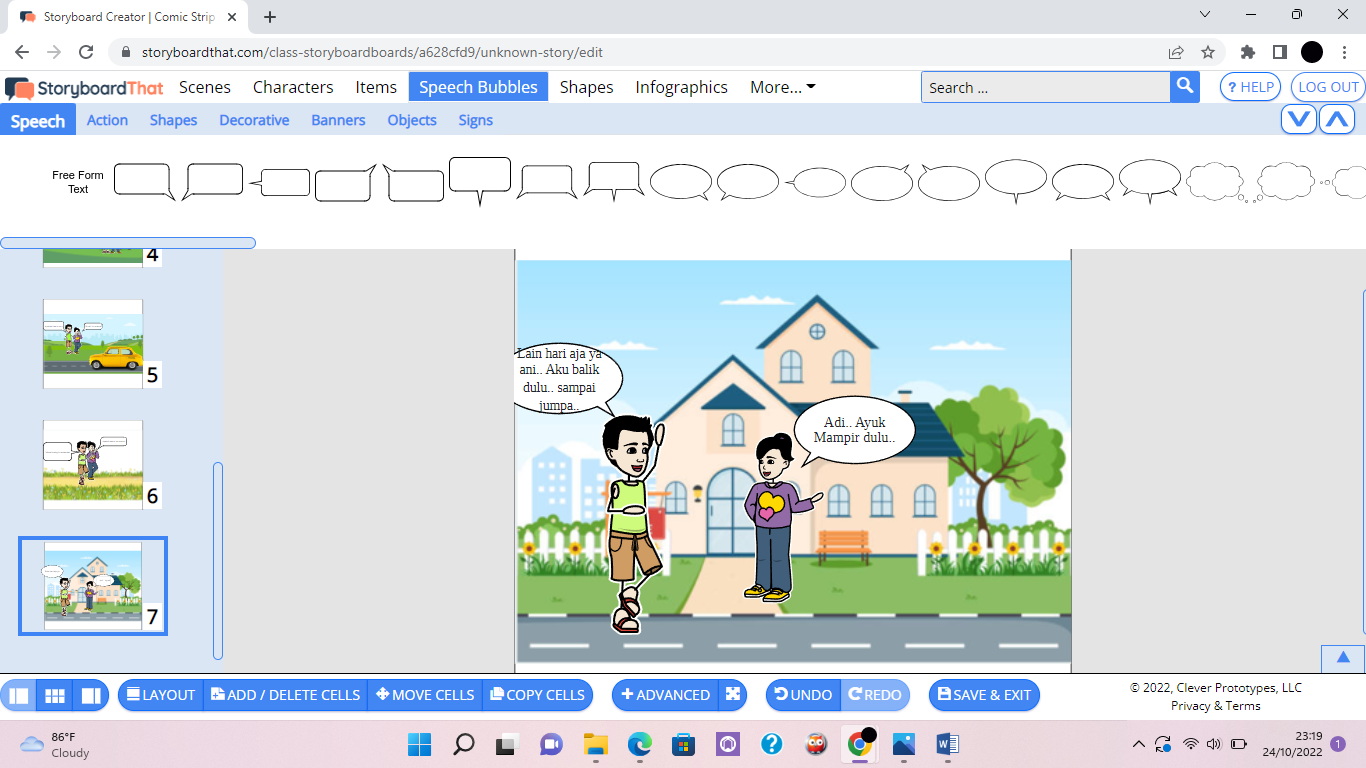 Storyboard Creator | Comic Strip
storyboardthat.com/class-storyboardboards/a628cfd9/unknown-story/edit
StoryboardThat
Scenes
Characters
Items
Speech Bubbles
Shapes
Infographics
More...
Search ...
? HELP
LOG OUT
Speech
Action
Shapes
Decorative
Banners
Objects
Signs
Free Form
Text
4
5
6
7
Lain hari aja ya
ani.. Aku balik
dulu.. sampai
jumpa..
Adi.. Ayuk
Mampir dulu..
LAYOUT
ADD / DELETE CELLS
MOVE CELLS
COPY CELLS
ADVANCED
UNDO
REDO
SAVE & EXIT
© 2022, Clever Prototypes, LLC
Privacy & Terms
86°F
Cloudy
23:19
24/10/2022
1